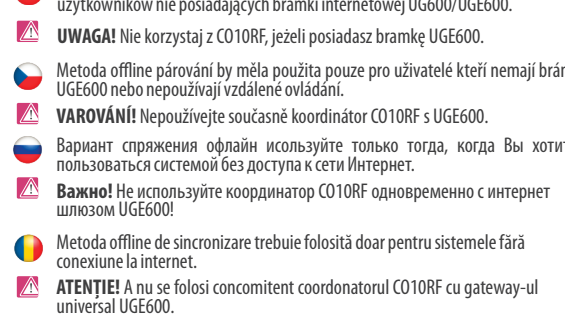 użytkowników nie posiadających bramki internetowej UG600/UGE600.
UWAGA! Nie korzystaj z CO10RF, jeżeli posiadasz bramkę UGE600.
Metoda offline párování by měla použita pouze pro uživatelé kteří nemají brán
UGE600 nebo nepoužívají vzdálené ovládání.
VAROVÁNÍ! Nepoužívejte současně koordinátor CO10RF s UGE600.
Вариант спряжения офлайн исользуйте только тогда, когда Вы хотит
пользоваться системой без доступа к сети Интернет.
Важно! Не используйте координатор CO10RF одновременно с интернет
шлюзом UGE600!
Metoda offline de sincronizare trebuie folosită doar pentru sistemele fără
conexiune la internet.
ATENȚIE! A nu se folosi concomitent coordonatorul CO10RF cu gateway-ul
universal UGE600.